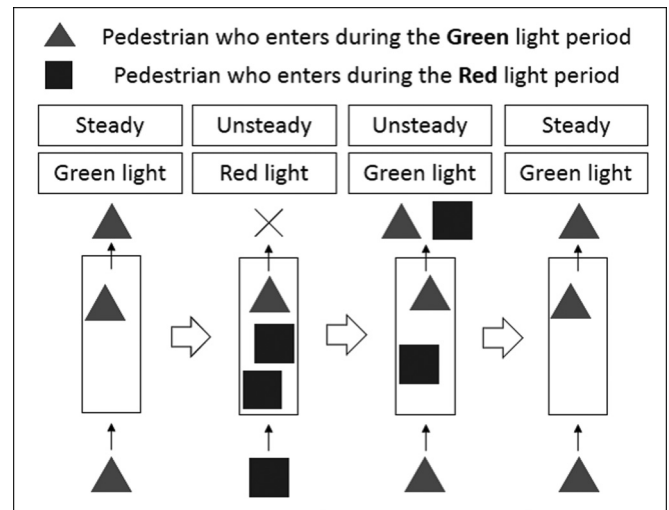 Pedestrian who enters during the Green light period
Pedestrian who enters during the Red light period
Steady Unsteady Unsteady Steady
Green light Red light Green light Green light